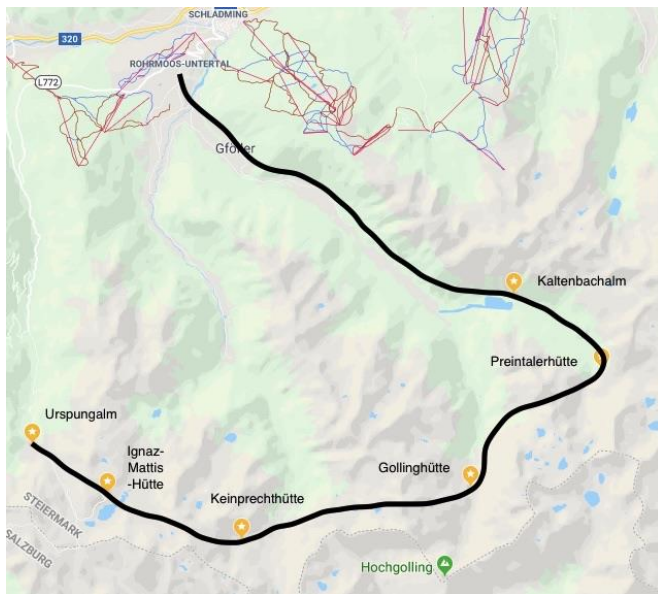 SCHLADMING
320
ROHRMOOS-UNTERTAL
L772
Gföller
Kaltenbachalm
Preintalerhütte
Urspungalm
Ignaz-
Mattis
-Hütte
Gollinghütte
Keinprechthütte
STEIERMARK
SALZBURG
Hochgolling